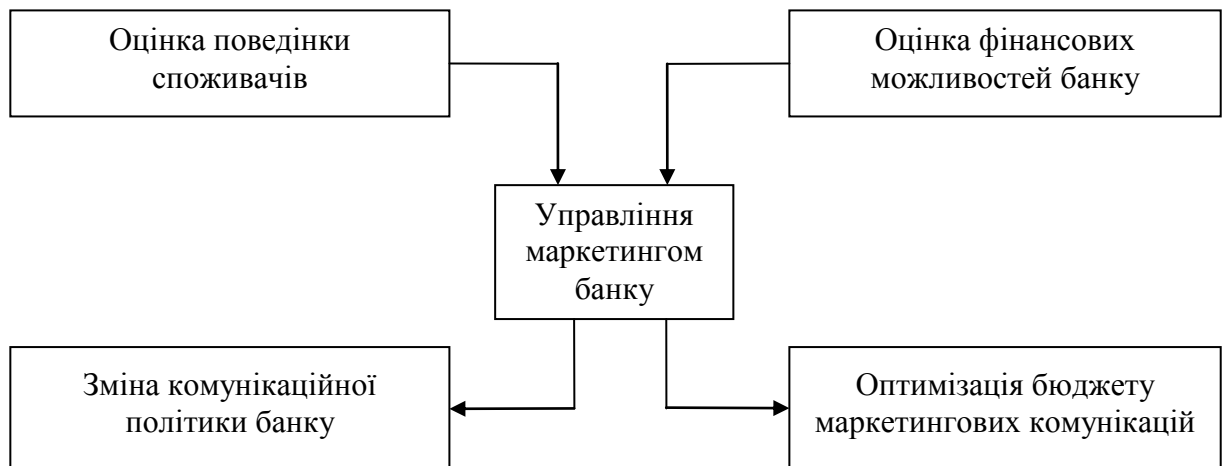 Оцінка поведінки
споживачів
Оцінка фінансових
можливостей банку
Управління
маркетингом
банку
Зміна комунікаційної
політики банку
Оптимізація бюджету
маркетингових комунікацій